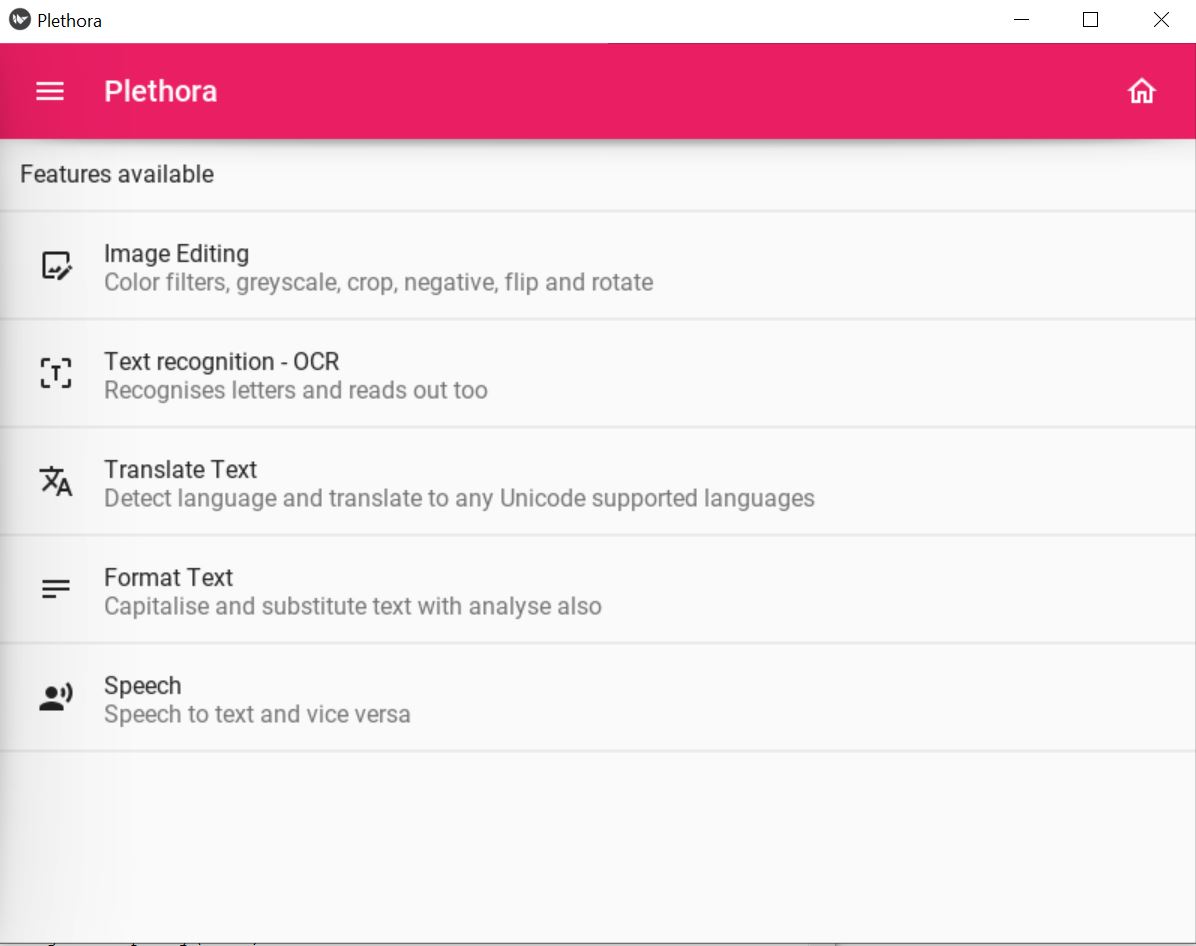 Plethora
Plethora
Features available
Image Editing
Color filters, greyscale, crop, negative, flip and rotate
Text recognition - OCR
Recognises letters and reads out too
Translate Text
Detect language and translate to any Unicode supported languages
Format Text
Capitalise and substitute text with analyse also
Speech
Speech to text and vice versa